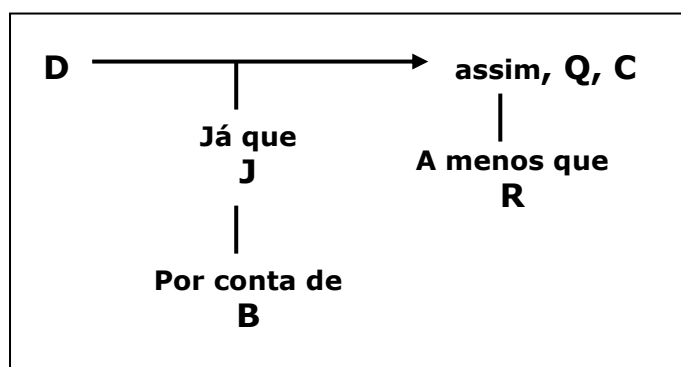 D assim, Q, C
Já que
J
A menos que
R
Por conta de
B